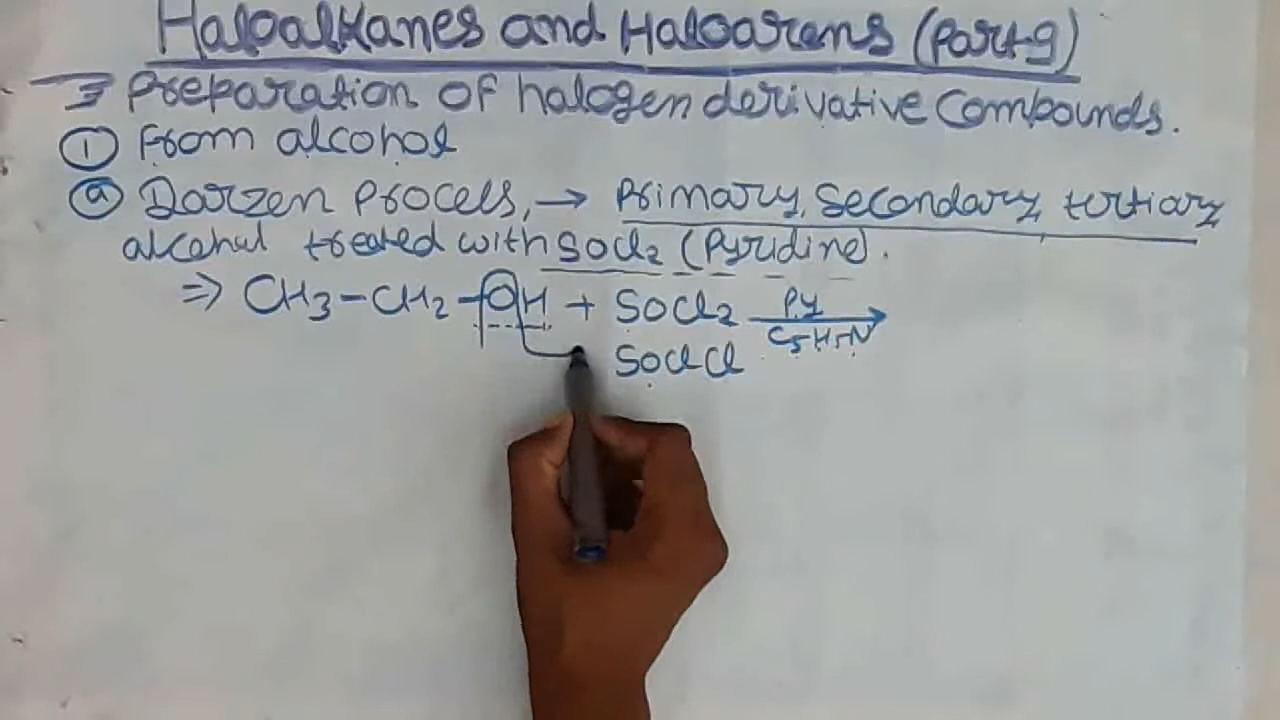 Haloalkanes and Haloarens (Part-9)
⇒ Preparation of halogen derivative Compounds.
① From alcohol
ⓐ Darzen Process, → Primary, Secondary, tertiary
alcohol treated with SOCl2 (Pyridine).
⇒ CH3-CH2-OH + SOCl2 Py
C5H5N →
SOClCl